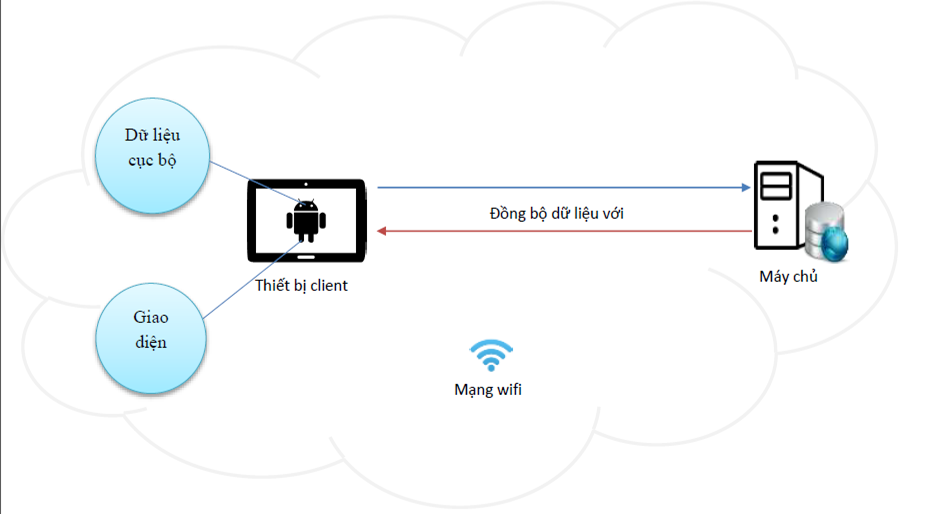 Dữ liệu
cục bộ
Đồng bộ dữ liệu với
Thiết bị client
Máy chủ
Giao
diện
Mạng wifi